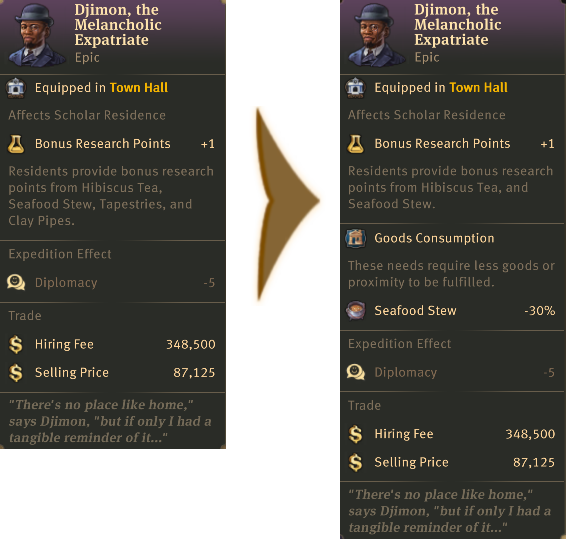 Djimon, the
Melancholic
Expatriate
Epic
Equipped in Town Hall
Affects Scholar Residence
Bonus Research Points +1
Residents provide bonus research
points from Hibiscus Tea,
Seafood Stew, Tapestries, and
Clay Pipes.
Expedition Effect
Diplomacy -5
Trade
Hiring Fee 348,500
Selling Price 87,125
"There's no place like home,"
says Djimon, "but if only I had a
tangible reminder of it..."
Djimon, the
Melancholic
Expatriate
Epic
Equipped in Town Hall
Affects Scholar Residence
Bonus Research Points +1
Residents provide bonus research
points from Hibiscus Tea, and
Seafood Stew.
Goods Consumption
These needs require less goods or
proximity to be fulfilled.
Seafood Stew -30%
Expedition Effect
Diplomacy -5
Trade
Hiring Fee 348,500
Selling Price 87,125
"There's no place like home,"
says Djimon, "but if only I had a
tangible reminder of it..."